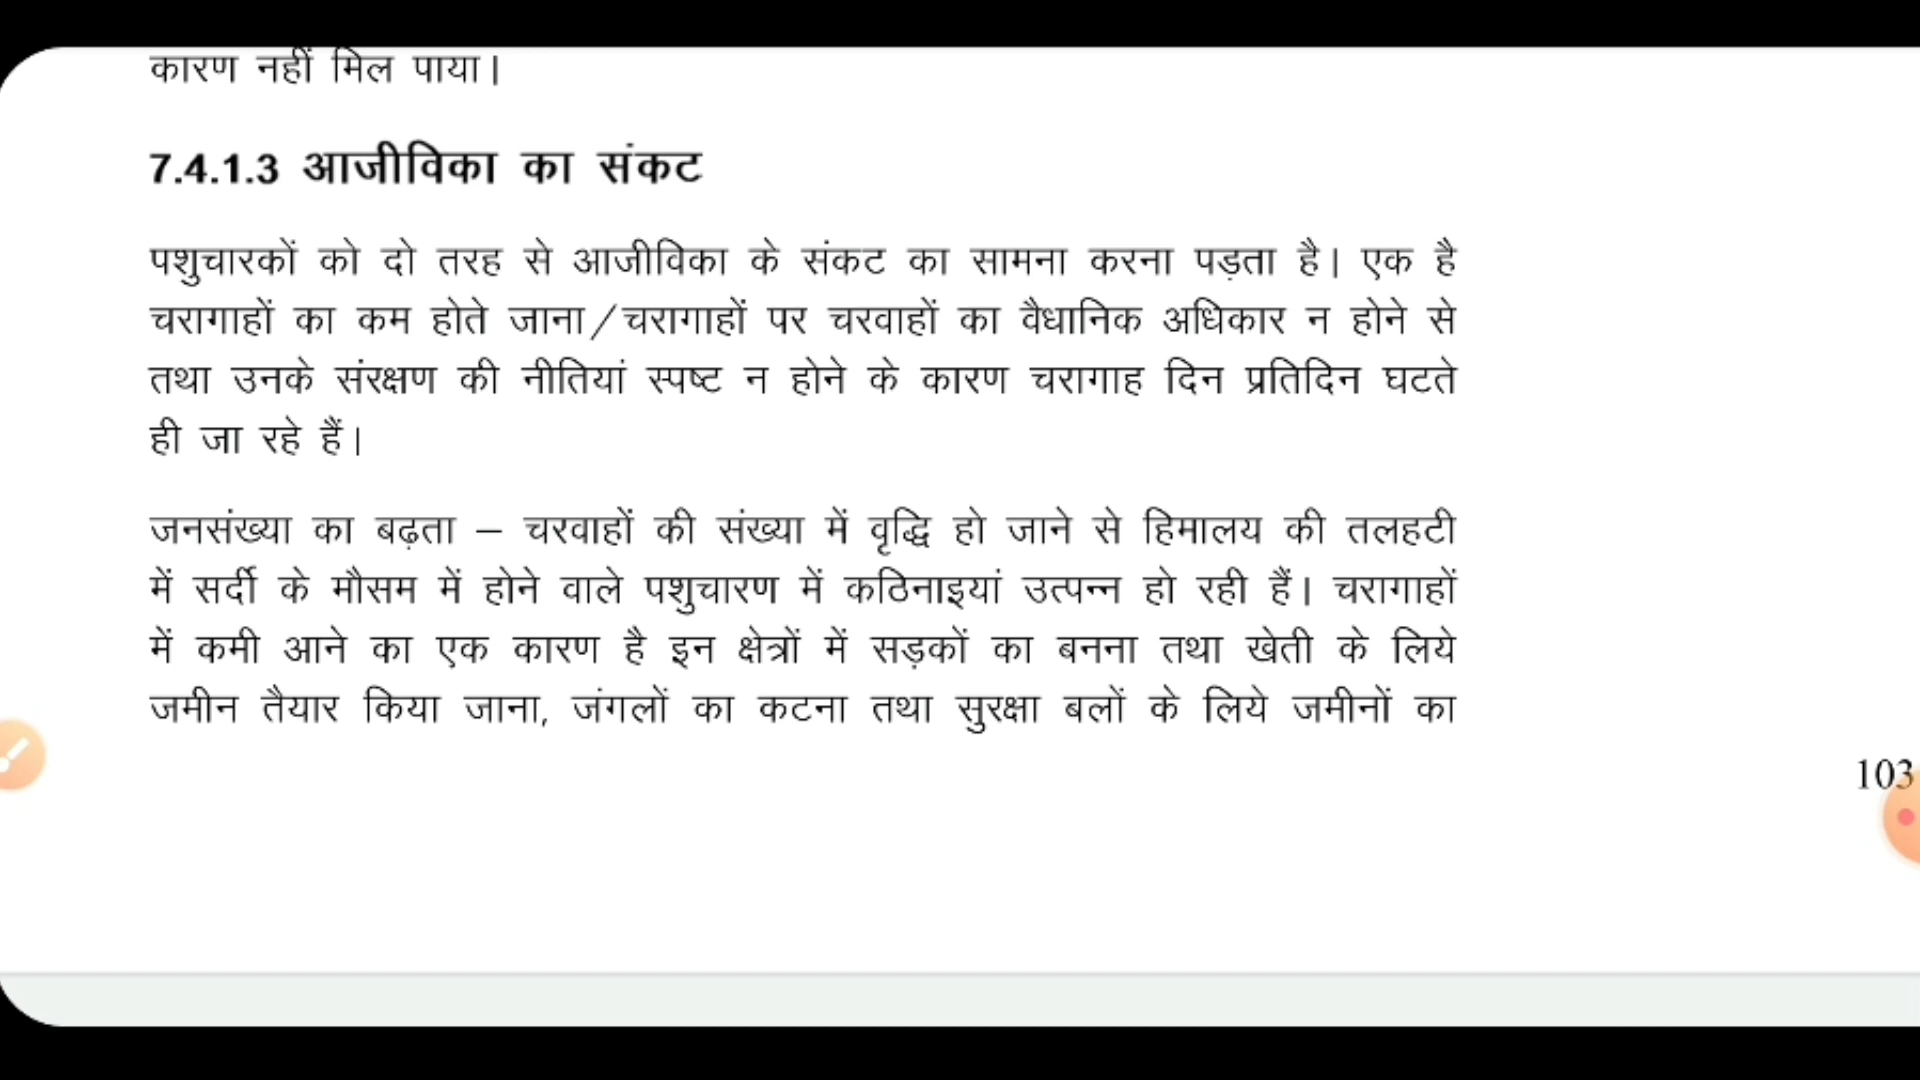 कारण नहीं मिल पाया।
7.4.1.3 आजीविका का संकट
पशुचारकों को दो तरह से आजीविका के संकट का सामना करना पड़ता है। एक है
चरागाहों का कम होते जाना/चरागाहों पर चरवाहों का वैधानिक अधिकार न होने से
तथा उनके संरक्षण की नीतियां स्पष्ट न होने के कारण चरागाह दिन प्रतिदिन घटते
ही जा रहे हैं।
जनसंख्या का बढ़ता – चरवाहों की संख्या में वृद्धि हो जाने से हिमालय की तलहटी
में सर्दी के मौसम में होने वाले पशुचारण में कठिनाइयां उत्पन्न हो रही हैं। चरागाहों
में कमी आने का एक कारण है इन क्षेत्रों में सड़कों का बनना तथा खेती के लिये
जमीन तैयार किया जाना, जंगलों का कटना तथा सुरक्षा बलों के लिये जमीनों का
103